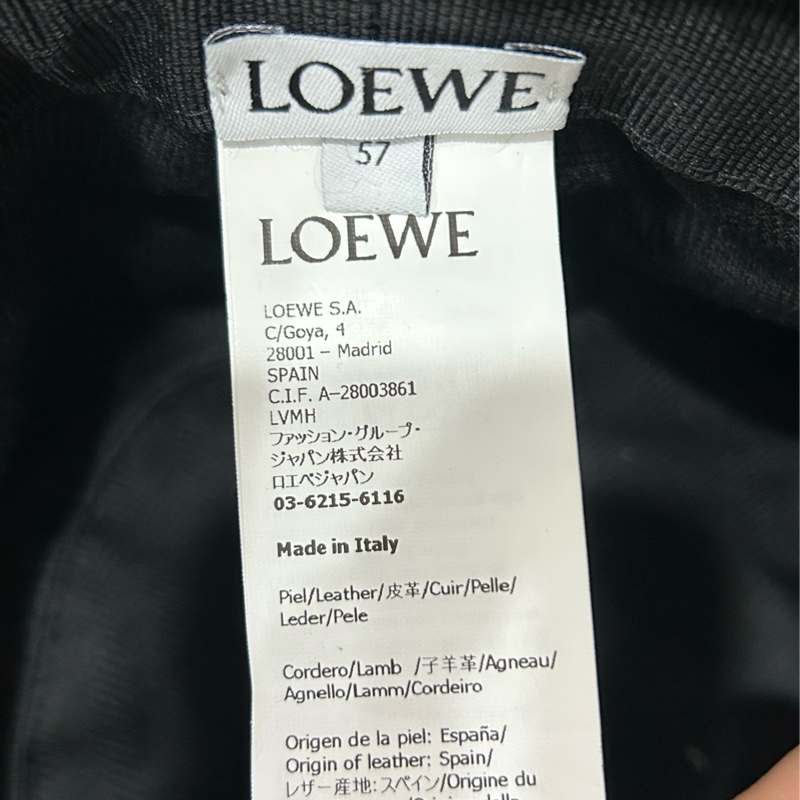 LOEWE
57
LOEWE
LOEWE S.A.
C/Goya, 4
28001 – Madrid
SPAIN
C.I.F. A–28003861
LVMH
ファッション・グループ・
ジャパン株式会社
ロエベジャパン
03-6215-6116
Made in Italy
Piel/Leather/皮革/Cuir/Pelle/
Leder/Pele
Cordero/Lamb /子羊革/Agneau/
Agnello/Lamm/Cordeiro
Origen de la piel: España/
Origin of leather: Spain/
レザー産地:スペイン/Origine du